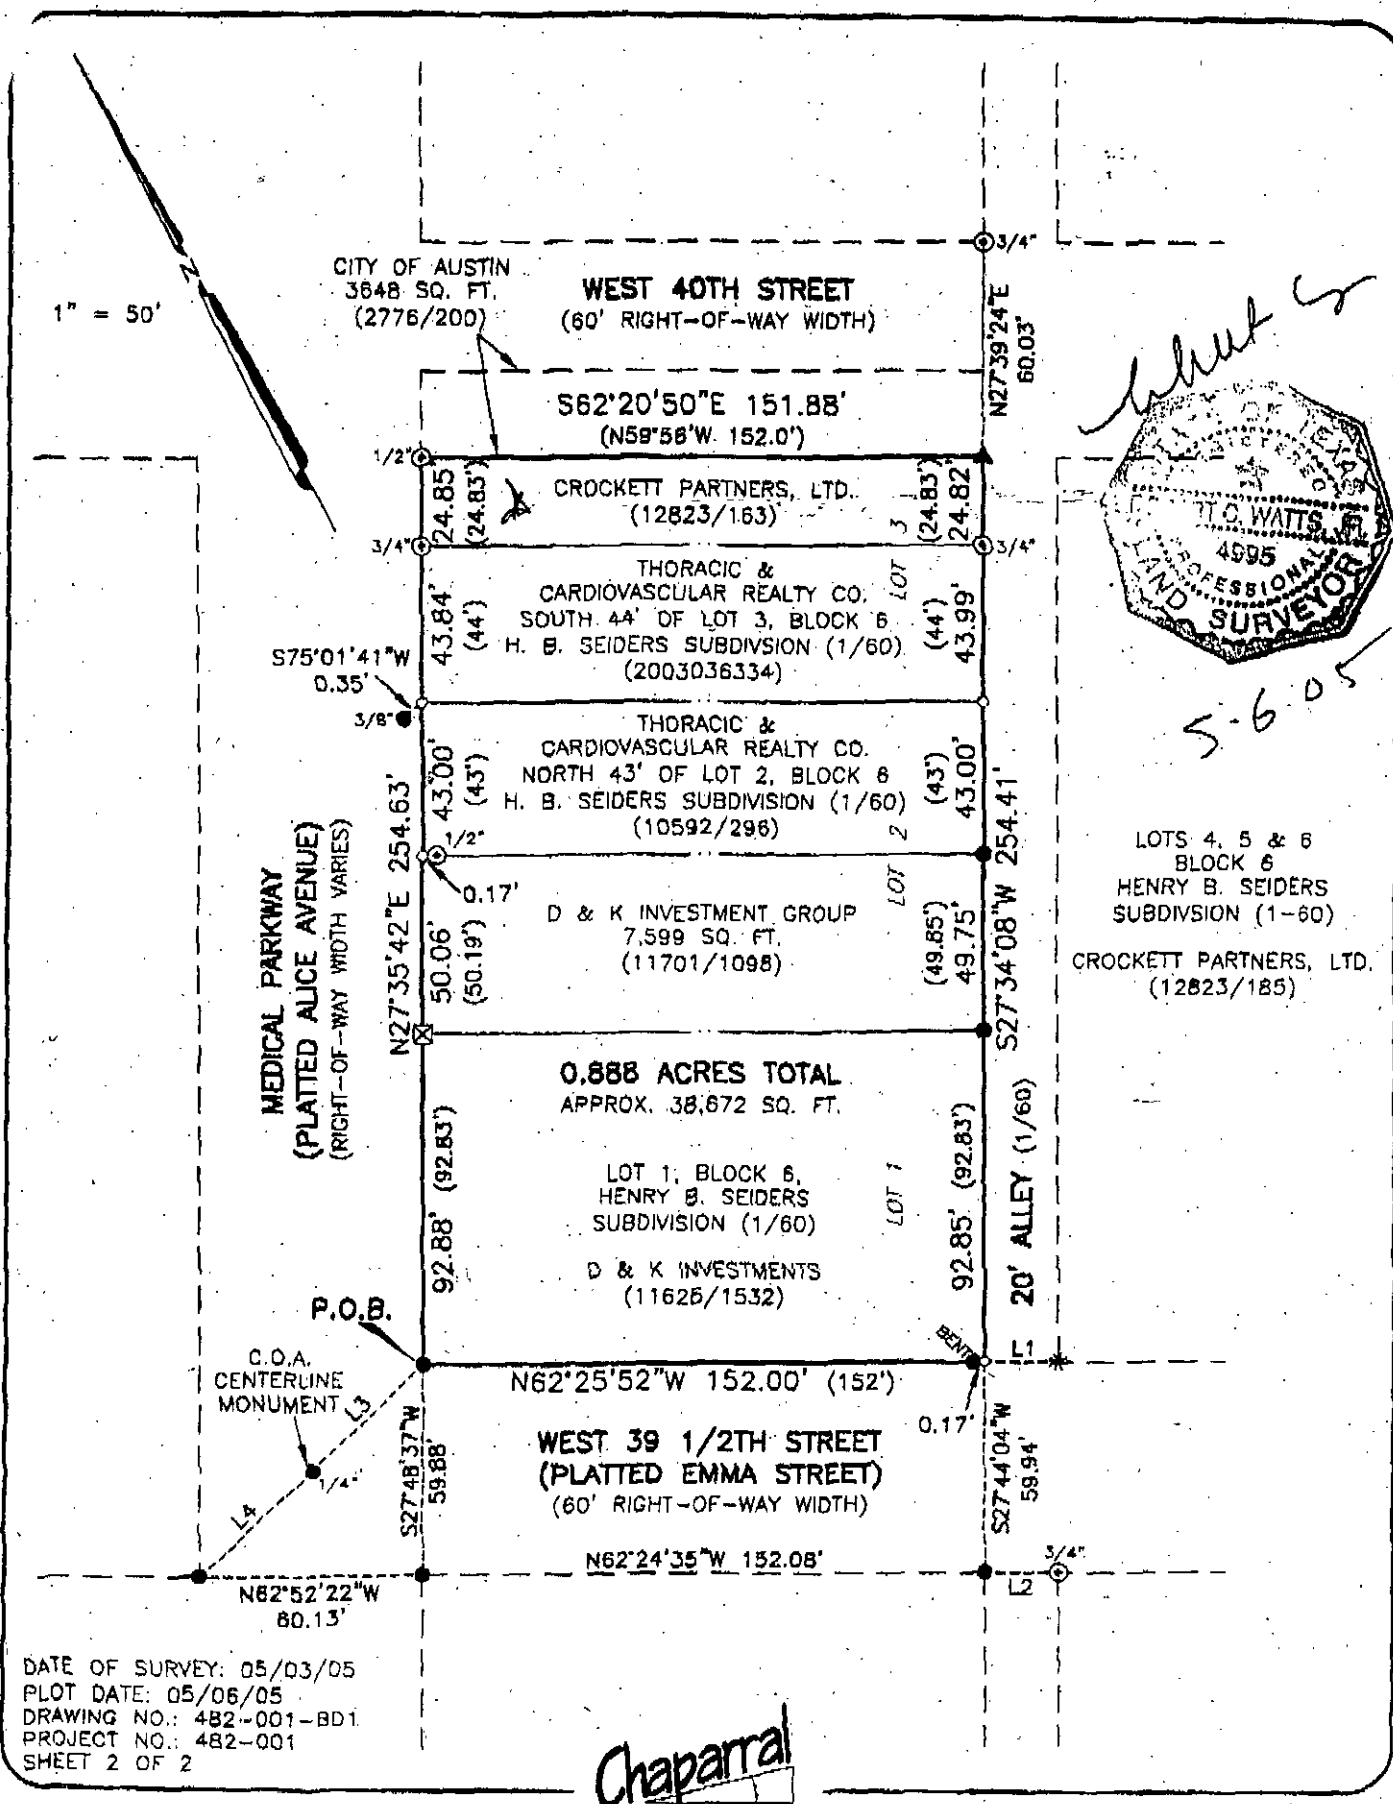 1" = 50'
N
CITY OF AUSTIN
3648 SQ. FT.
(2776/200)
WEST 40TH STREET
(60' RIGHT-OF-WAY WIDTH)
3/4"
N27°39'24"E
60.03'
S62°20'50"E 151.88'
(N59°58'W 152.0')
1/2"
24.85'
(24.83')
CROCKETT PARTNERS, LTD.
(12823/163)
LOT 3
(24.83')
24.82'
3/4"
3/4"
43.84'
(44')
THORACIC &
CARDIOVASCULAR REALTY CO.
SOUTH 44' OF LOT 3, BLOCK 6
H. B. SEIDERS SUBDIVSION (1/60)
(2003036334)
(44')
43.99'
S75°01'41"W
0.35'
3/8"
43.00'
(43')
THORACIC &
CARDIOVASCULAR REALTY CO.
NORTH 43' OF LOT 2, BLOCK 6
H. B. SEIDERS SUBDIVISION (1/60)
(10592/296)
(43')
43.00'
1/2"
0.17'
LOT 2
MEDICAL PARKWAY
(PLATTED ALICE AVENUE)
(RIGHT-OF-WAY WIDTH VARIES)
N27°35'42"E 254.63'
50.06'
(50.19')
D & K INVESTMENT GROUP
7,599 SQ. FT.
(11701/1098)
(49.85')
49.75'
S27°34'08"W 254.41'
LOTS 4, 5 & 6
BLOCK 6
HENRY B. SEIDERS
SUBDIVSION (1-60)
CROCKETT PARTNERS, LTD.
(12823/185)
0.888 ACRES TOTAL
APPROX. 38,672 SQ. FT.
92.88' (92.83')
LOT 1, BLOCK 6,
HENRY B. SEIDERS
SUBDIVISION (1/60)
D & K INVESTMENTS
(11626/1532)
LOT 1
92.85' (92.83')
20' ALLEY (1/60)
P.O.B.
BENT
L1
C.O.A.
CENTERLINE
MONUMENT
L3
1/4"
L4
N62°25'52"W 152.00' (152')
0.17'
S27°48'37"W
59.88'
WEST 39 1/2TH STREET
(PLATTED EMMA STREET)
(60' RIGHT-OF-WAY WIDTH)
S27°44'04"W
59.94'
N62°24'35"W 152.08'
3/4"
L2
N62°52'22"W
60.13'
OF TEXAS
C. WATTS
4995
PROFESSIONAL
LAND SURVEYOR
5-6-05
DATE OF SURVEY: 05/03/05
PLOT DATE: 05/06/05
DRAWING NO.: 482-001-BD1
PROJECT NO.: 482-001
SHEET 2 OF 2
Chaparral